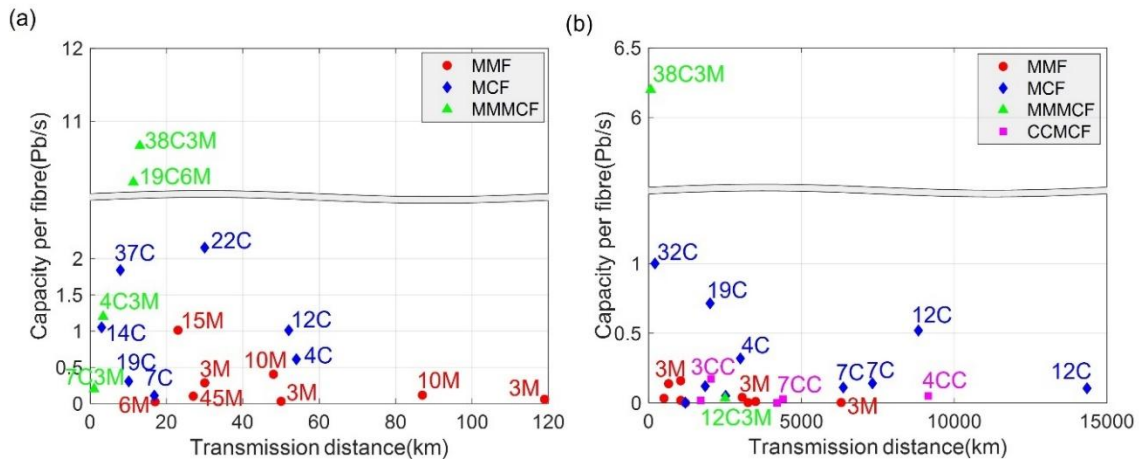 (a)
12
11
2
1.5
1
0.5
0
Capacity per fibre(Pb/s)
MMF
MCF
MMMCF
38C3M
19C6M
37C
22C
4C3M
14C
15M
12C
4C
19C
7C
7C3M
6M
45M
3M
10M
3M
10M
3M
0 20 40 60 80 100 120
Transmission distance(km)
(b)
6.5
6
1
0.5
0
Capacity per fibre(Pb/s)
MMF
MCF
MMMCF
CCMCF
38C3M
32C
19C
4C
12C
3M
3CC
3M
7CC
7C
7C
4CC
12C
12C3M
3M
0 5000 10000 15000
Transmission distance(km)